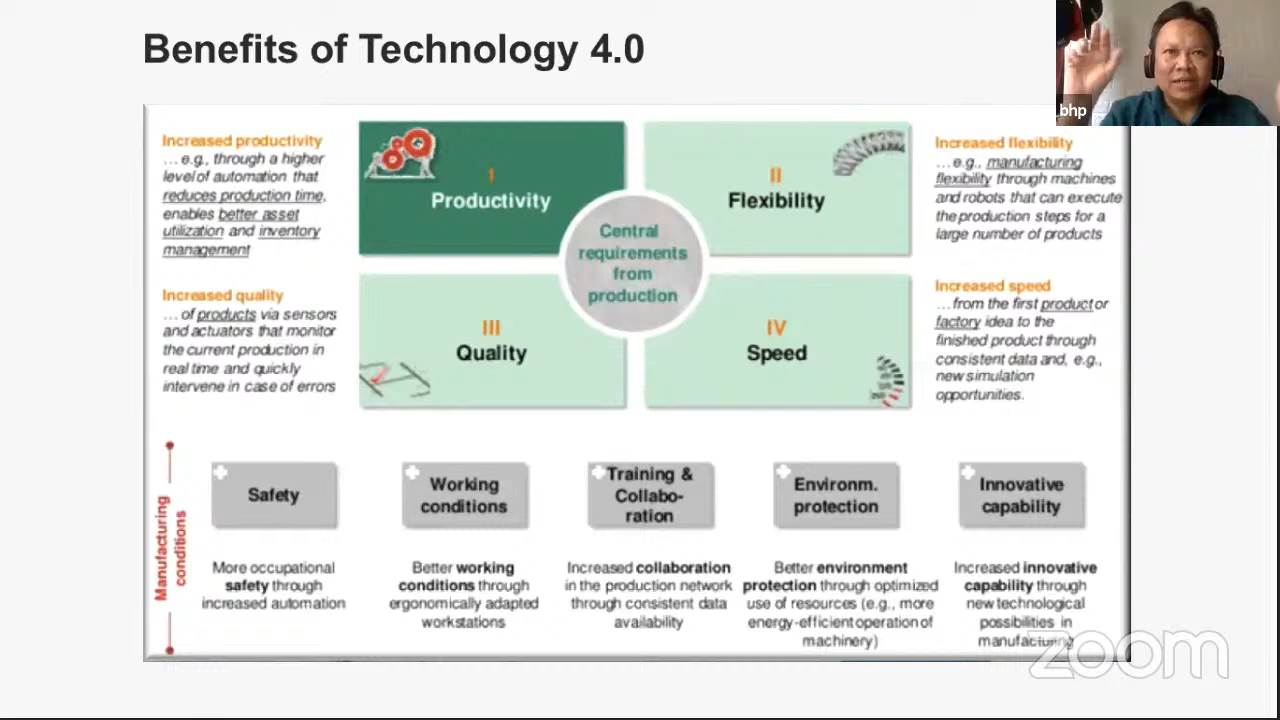 Benefits of Technology 4.0
bhp
Increased productivity
… e.g., through a higher
level of automation that
reduces production time,
enables better asset
utilization and inventory
management
I
Productivity
II
Flexibility
Increased flexibility
… e.g., manufacturing
flexibility through machines
and robots that can execute
the production steps for a
large number of products
Central
requirements
from
production
Increased quality
… of products via sensors
and actuators that monitor
the current production in
real time and quickly
intervene in case of errors
III
Quality
IV
Speed
Increased speed
…from the first product or
factory idea to the
finished product through
consistent data and, e.g.,
new simulation
opportunities.
Manufacturing
conditions
Safety
More occupational
safety through
increased automation
Working
conditions
Better working
conditions through
ergonomically adapted
workstations
Training &
Collabo-
ration
Increased collaboration
in the production network
through consistent data
availability
Environm.
protection
Better environment
protection through optimized
use of resources (e.g., more
energy-efficient operation of
machinery)
Innovative
capability
Increased innovative
capability through
new technological
possibilities in
manufacturing
zoom